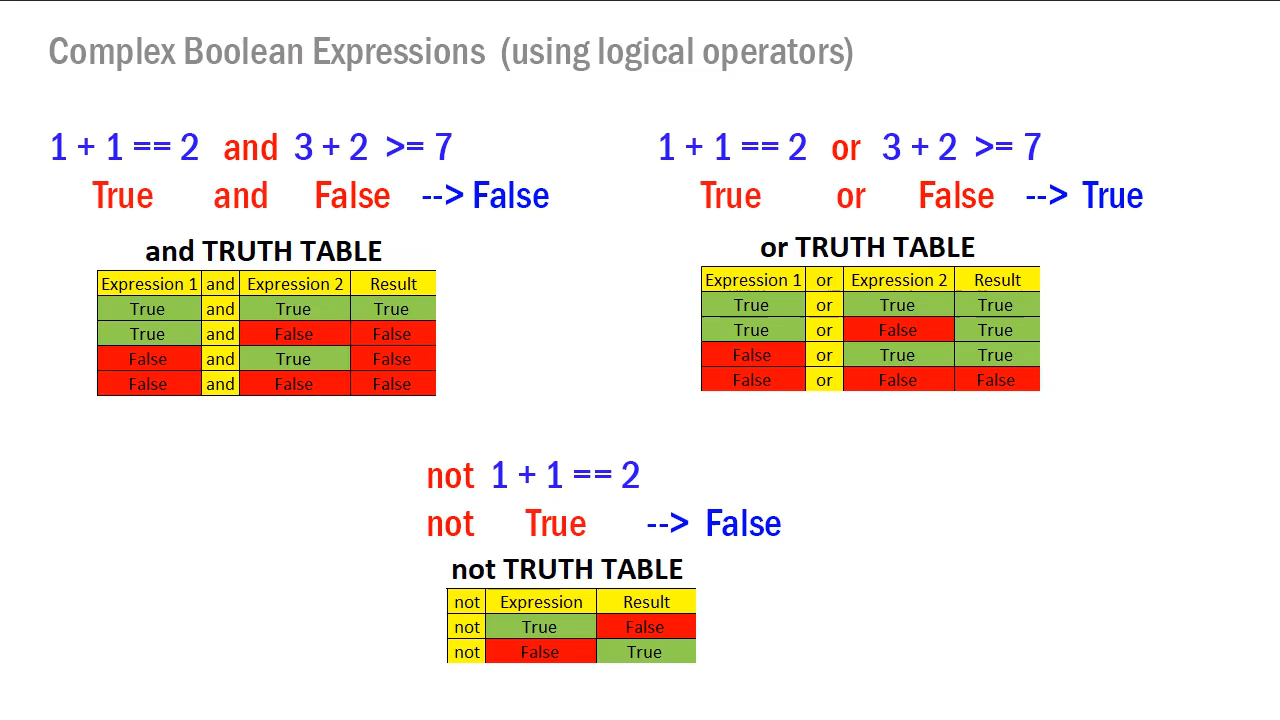 Complex Boolean Expressions (using logical operators)
1 + 1 == 2 and 3 + 2 >= 7
True and False --> False
and TRUTH TABLE
Expression 1 and Expression 2 Result
True and True True
True and False False
False and True False
False and False False
1 + 1 == 2 or 3 + 2 >= 7
True or False --> True
or TRUTH TABLE
Expression 1 or Expression 2 Result
True or True True
True or False True
False or True True
False or False False
not 1 + 1 == 2
not True --> False
not TRUTH TABLE
not Expression Result
not True False
not False True